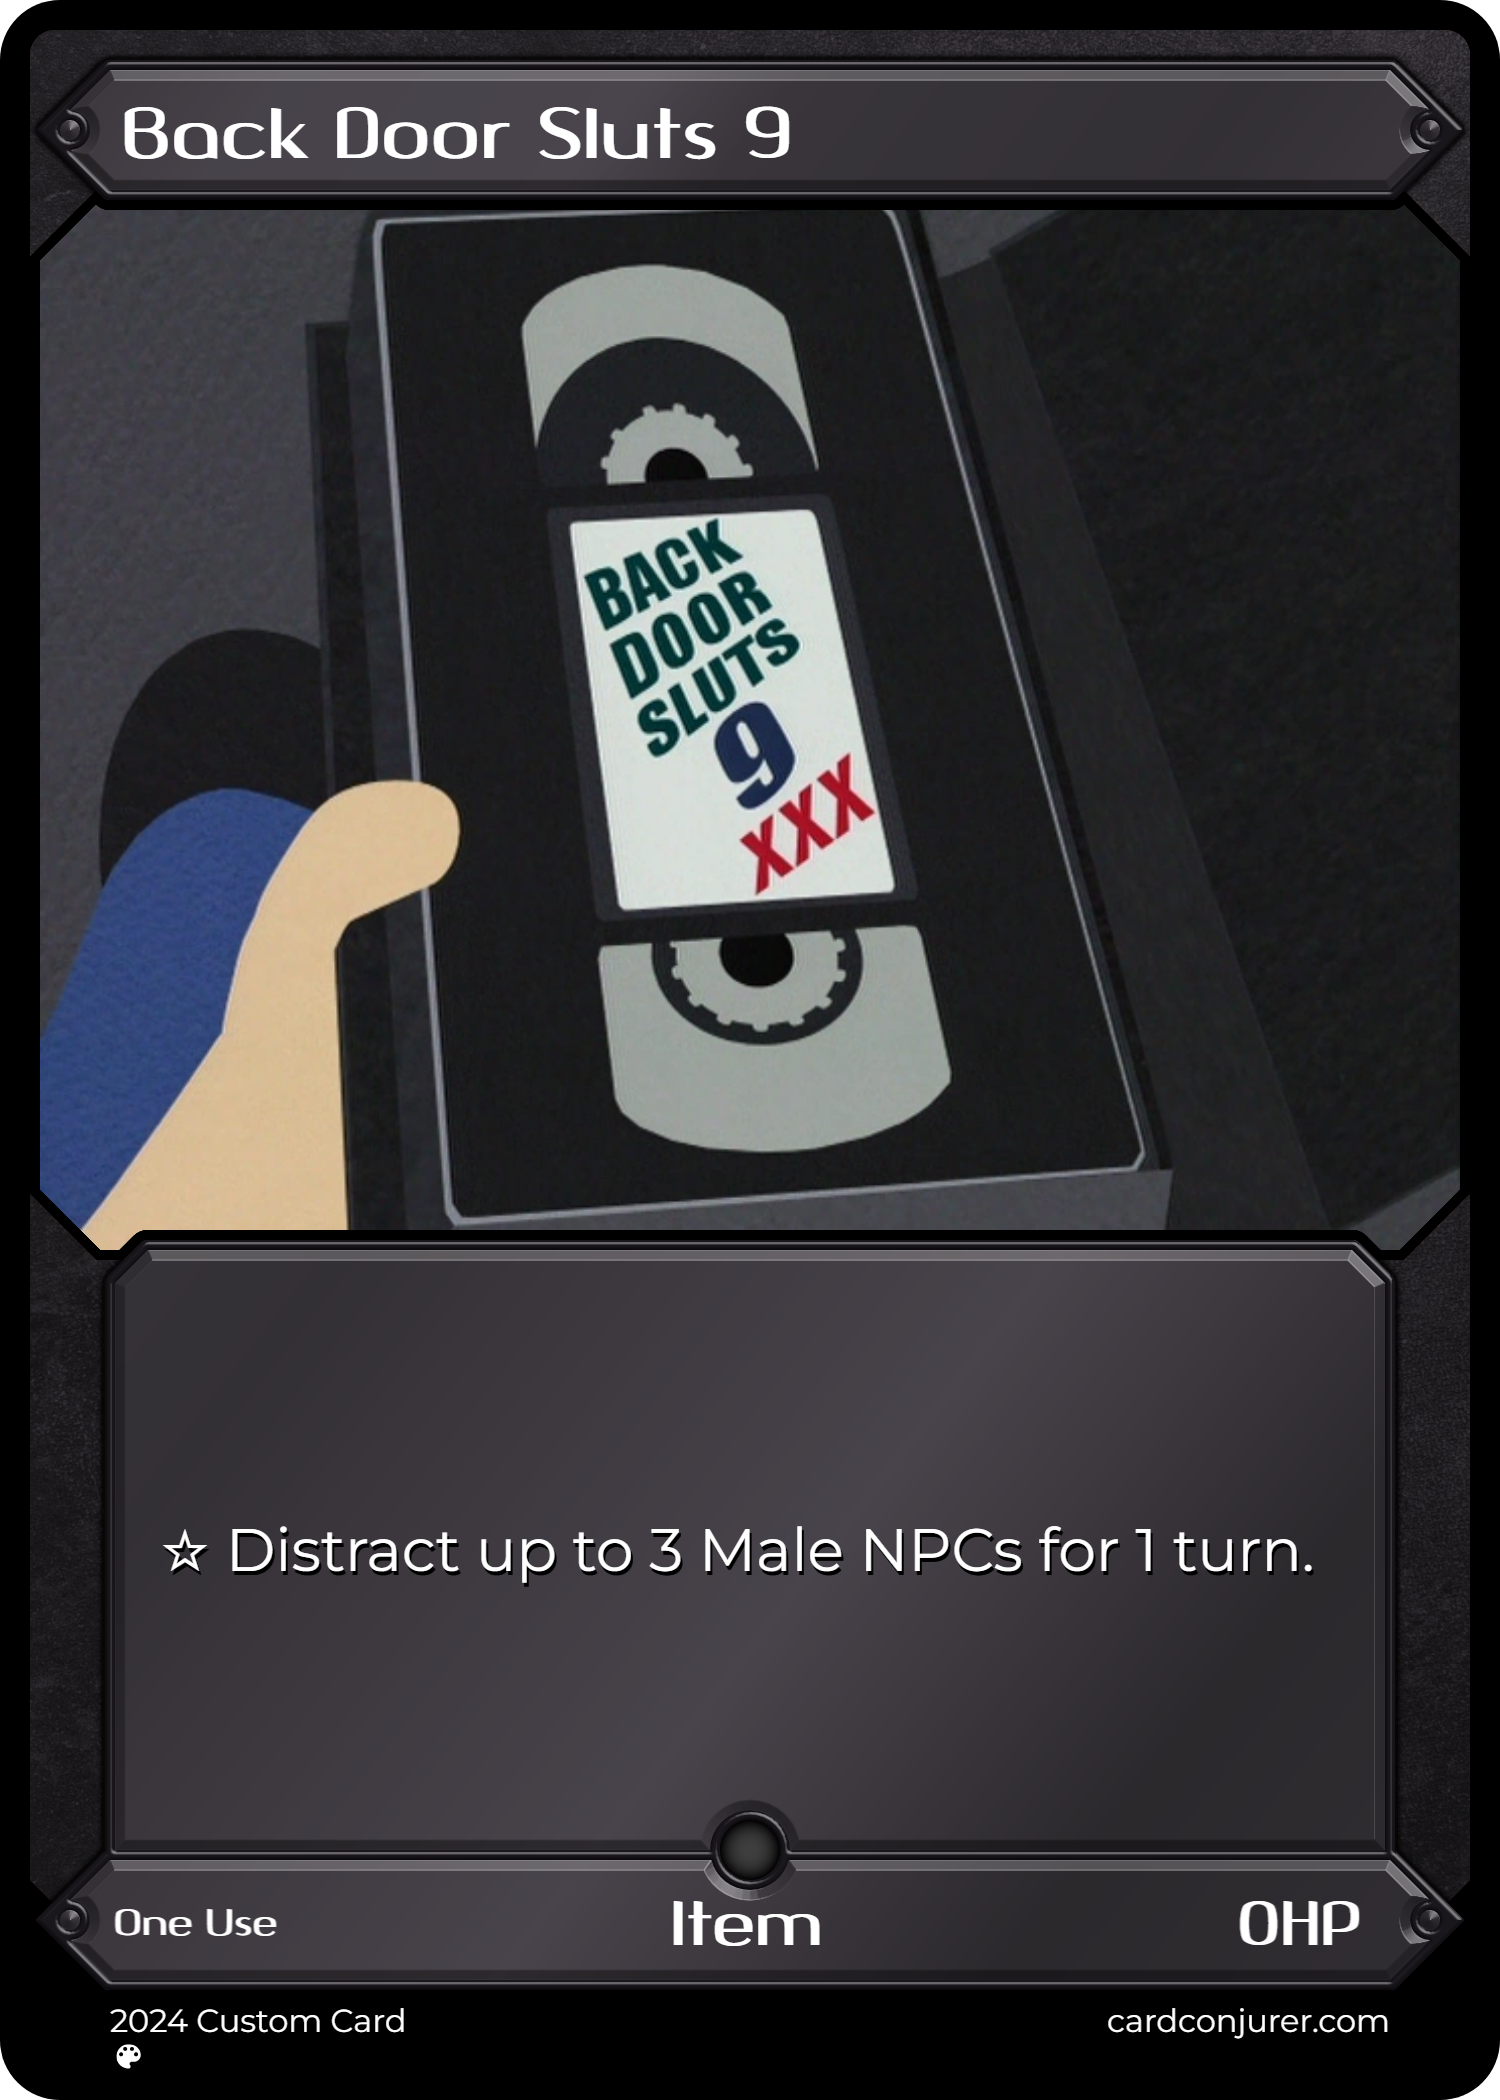 Back Door Sluts 9
BACK
DOOR
SLUTS
9
XXX
☆ Distract up to 3 Male NPCs for 1 turn.
One Use
Item
0HP
2024 Custom Card
cardconjurer.com